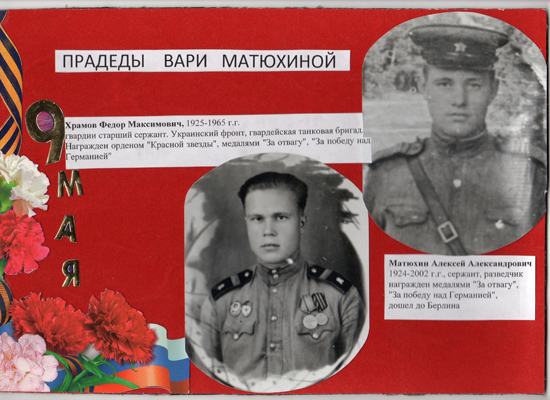 ПРАДЕДЫ ВАРИ МАТЮХИНОЙ
Храмов Федор Максимович, 1925-1965 г.г.
гвардии старший сержант. Украинский фронт, гвардейская танковая бригад
Награжден орденом "Красной звезды", медалями "За отвагу", "За победу над
Германией"
9
МАЯ
Матюхин Алексей Александрович
1924-2002 г.г., сержант, разведчик
награжден медалями "За отвагу",
"За победу над Германией",
дошел до Берлина